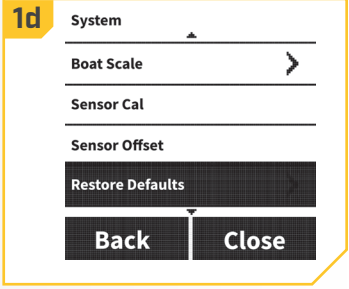 1d
System
Boat Scale
Sensor Cal
Sensor Offset
Restore Defaults
Back Close